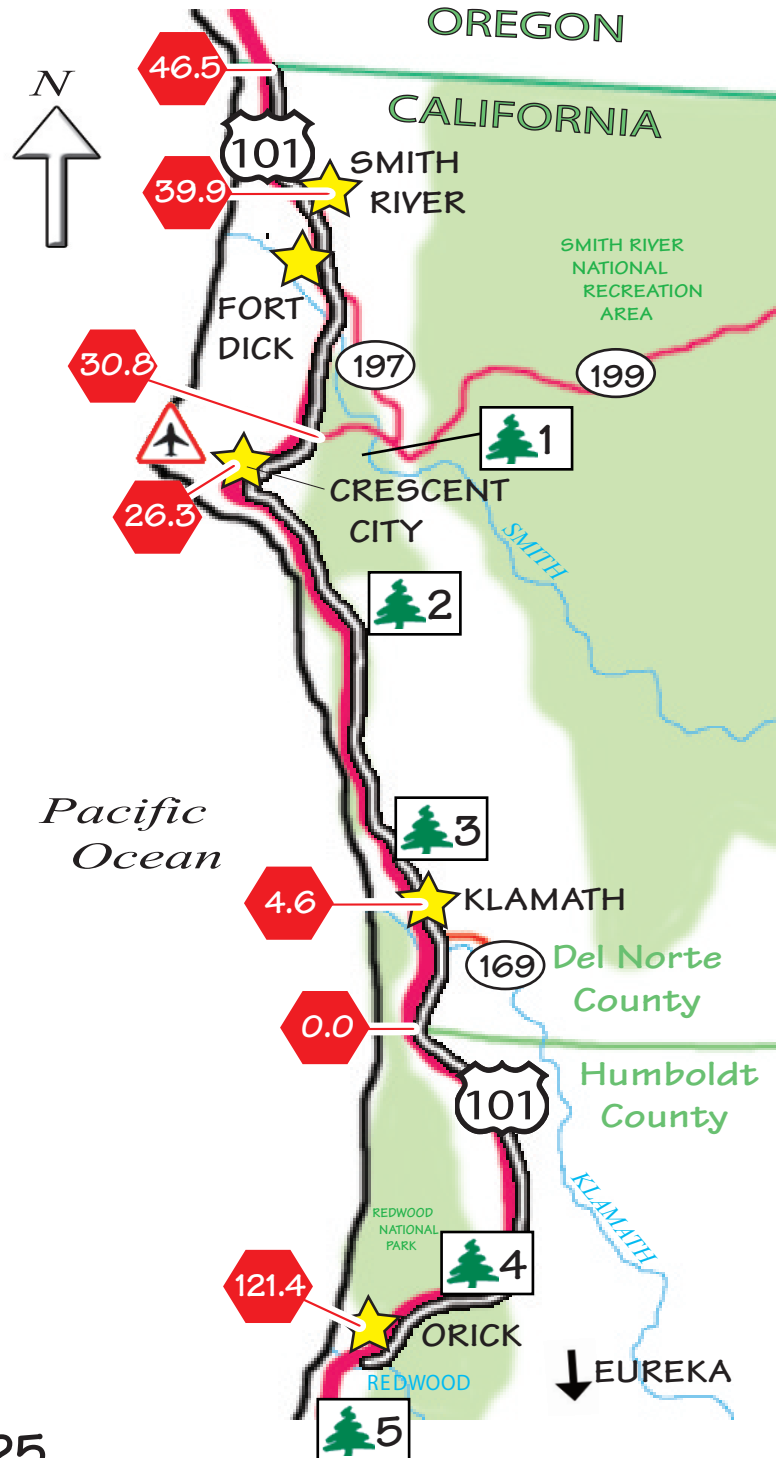 OREGON
46.5
N
CALIFORNIA
101
SMITH
RIVER
39.9
SMITH RIVER
NATIONAL
RECREATION
AREA
FORT
DICK
30.8
197
199
1
CRESCENT
CITY
26.3
SMITH
2
Pacific
Ocean
3
4.6
KLAMATH
169
Del Norte
County
0.0
Humboldt
County
101
KLAMATH
REDWOOD
NATIONAL
PARK
4
121.4
ORICK
EUREKA
REDWOOD
5
25